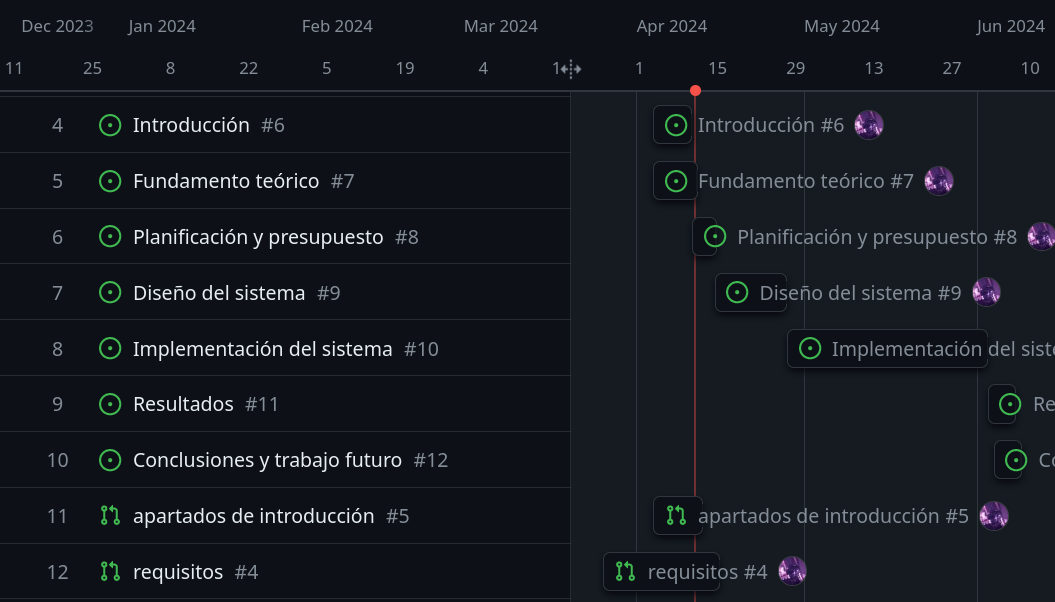 Dec 2023 Jan 2024 Feb 2024 Mar 2024 Apr 2024 May 2024 Jun 2024
11 25 8 22 5 19 4 1 1 15 29 13 27 10
4 Introducción #6 Introducción #6
5 Fundamento teórico #7 Fundamento teórico #7
6 Planificación y presupuesto #8 Planificación y presupuesto #8
7 Diseño del sistema #9 Diseño del sistema #9
8 Implementación del sistema #10 Implementación del siste
9 Resultados #11 Re
10 Conclusiones y trabajo futuro #12 Co
11 apartados de introducción #5 apartados de introducción #5
12 requisitos #4 requisitos #4